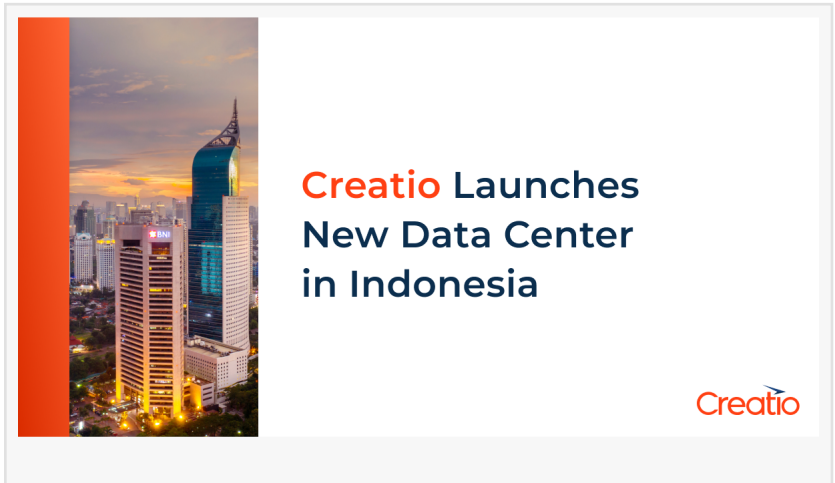 BNI
Creatio Launches
New Data Center
in Indonesia
Creatio